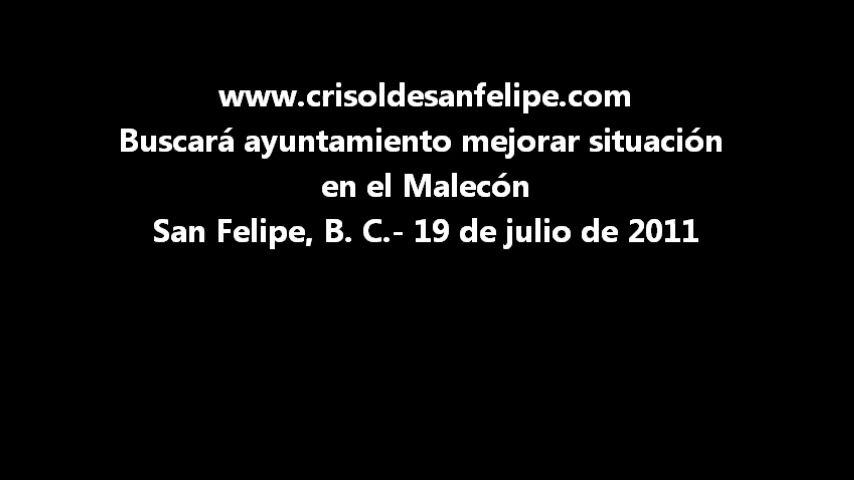 www.crisoldesanfelipe.com
Buscará ayuntamiento mejorar situación
en el Malecón
San Felipe, B. C.- 19 de julio de 2011